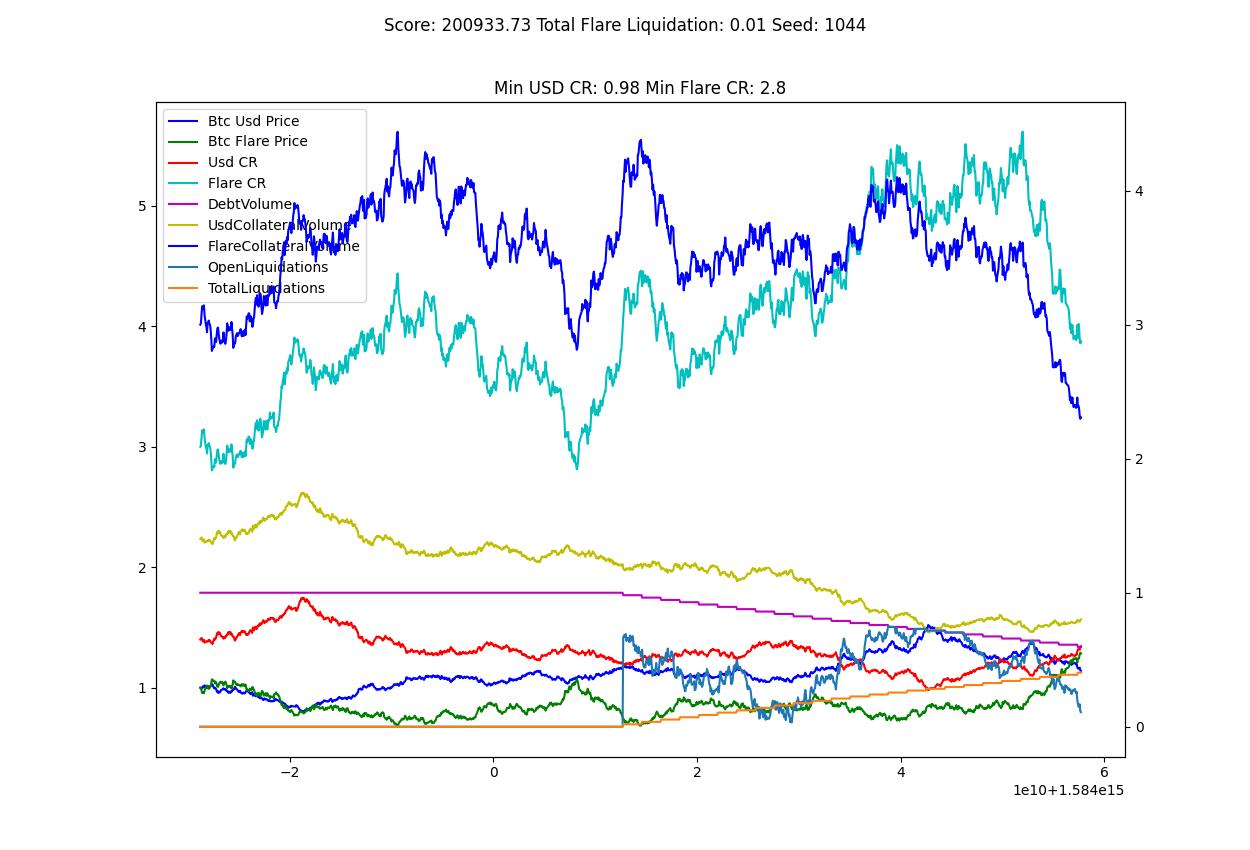 Score: 200933.73 Total Flare Liquidation: 0.01 Seed: 1044
Min USD CR: 0.98 Min Flare CR: 2.8
Btc Usd Price
Btc Flare Price
Usd CR
Flare CR
DebtVolume
UsdCollateralVolume
FlareCollateralVolume
OpenLiquidations
TotalLiquidations
5
4
3
2
1
4
3
2
1
0
−2
0
2
4
6
1e10+1.584e15